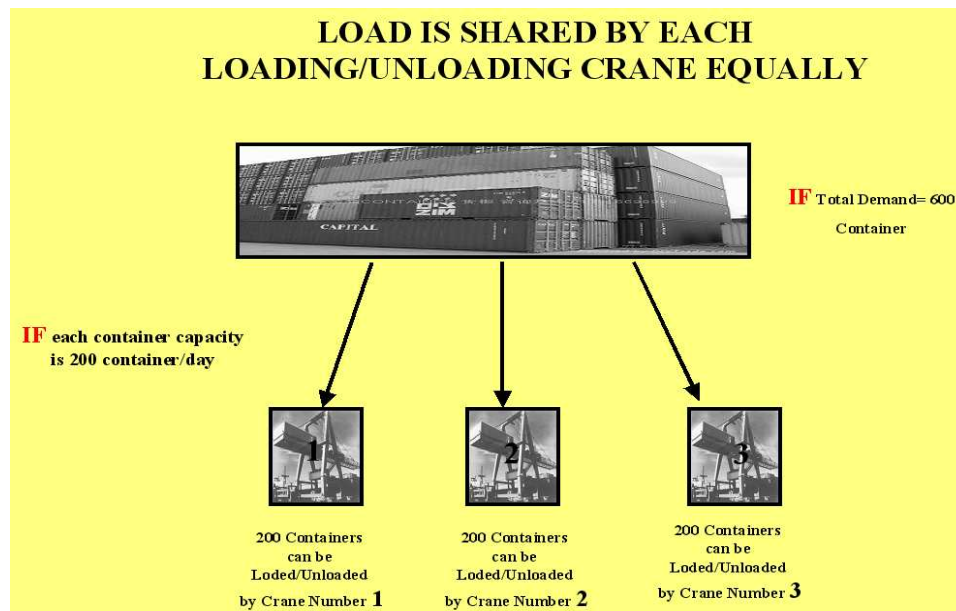 LOAD IS SHARED BY EACH
LOADING/UNLOADING CRANE EQUALLY
CAPITAL
ZIM
IF Total Demand= 600
Container
IF each container capacity
is 200 container/day
1
2
3
200 Containers
can be
Loded/Unloaded
by Crane Number 1
200 Containers
can be
Loded/Unloaded
by Crane Number 2
200 Containers
can be
Loded/Unloaded
by Crane Number 3